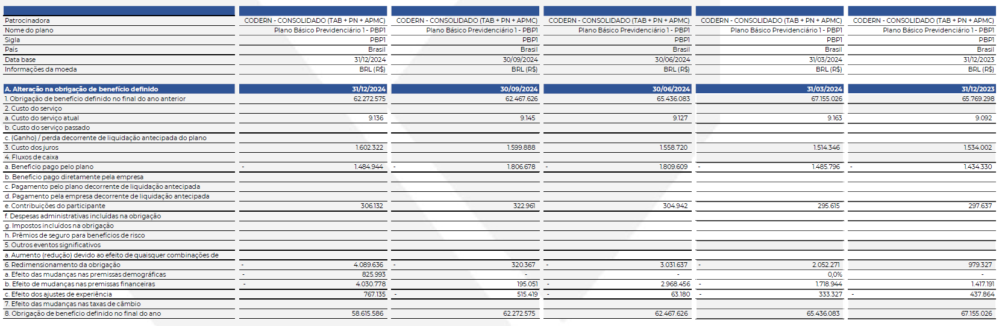 Patrocinadora CODERN - CONSOLIDADO (TAB + PN + APMC) CODERN - CONSOLIDADO (TAB + PN + APMC) CODERN - CONSOLIDADO (TAB + PN + APMC) CODERN - CONSOLIDADO (TAB + PN + APMC) CODERN - CONSOLIDADO (TAB + PN + APMC)
Nome do plano Plano Básico Previdenciário 1 - PBP1 Plano Básico Previdenciário 1 - PBP1 Plano Básico Previdenciário 1 - PBP1 Plano Básico Previdenciário 1 - PBP1 Plano Básico Previdenciário 1 - PBP1
Sigla PBP1 PBP1 PBP1 PBP1 PBP1
País Brasil Brasil Brasil Brasil Brasil
Data base 31/12/2024 30/09/2024 30/06/2024 31/03/2024 31/12/2023
Informações da moeda BRL (R$) BRL (R$) BRL (R$) BRL (R$) BRL (R$)
A. Alteração na obrigação de benefício definido 31/12/2024 30/09/2024 30/06/2024 31/03/2024 31/12/2023
1. Obrigação de benefício definido no final do ano anterior 62.272.575 62.467.626 65.436.083 67.155.026 65.769.298
2. Custo do serviço
a. Custo do serviço atual 9.136 9.145 9.127 9.163 9.092
b. Custo do serviço passado
c. (Ganho) / perda decorrente de liquidação antecipada do plano
3. Custo dos juros 1.602.322 1.599.888 1.558.720 1.514.346 1.534.002
4. Fluxos de caixa
a. Benefício pago pelo plano - 1.484.944 - 1.806.678 - 1.809.609 - 1.485.796 - 1.434.330
b. Benefício pago diretamente pela empresa
c. Pagamento pelo plano decorrente de liquidação antecipada
d. Pagamento pela empresa decorrente de liquidação antecipada
e. Contribuições do participante 306.132 322.961 304.942 295.615 297.637
f. Despesas administrativas incluídas na obrigação
g. Impostos incluídos na obrigação
h. Prêmios de seguro para benefícios de risco
5. Outros eventos significativos
a. Aumento (redução) devido ao efeito de quaisquer combinações de
6. Redimensionamento da obrigação - 4.089.636 - 320.367 - 3.031.637 - 2.052.271 979.327
a. Efeito das mudanças nas premissas demográficas - 825.993 - - 0,0% -
b. Efeito de mudanças nas premissas financeiras - 4.030.778 195.051 - 2.968.456 - 1.718.944 1.417.191
c. Efeito dos ajustes de experiência 767.135 - 515.419 - 63.180 - 333.327 - 437.864
7. Efeito das mudanças nas taxas de câmbio
8. Obrigação de benefício definido no final do ano 58.615.586 62.272.575 62.467.626 65.436.083 67.155.026